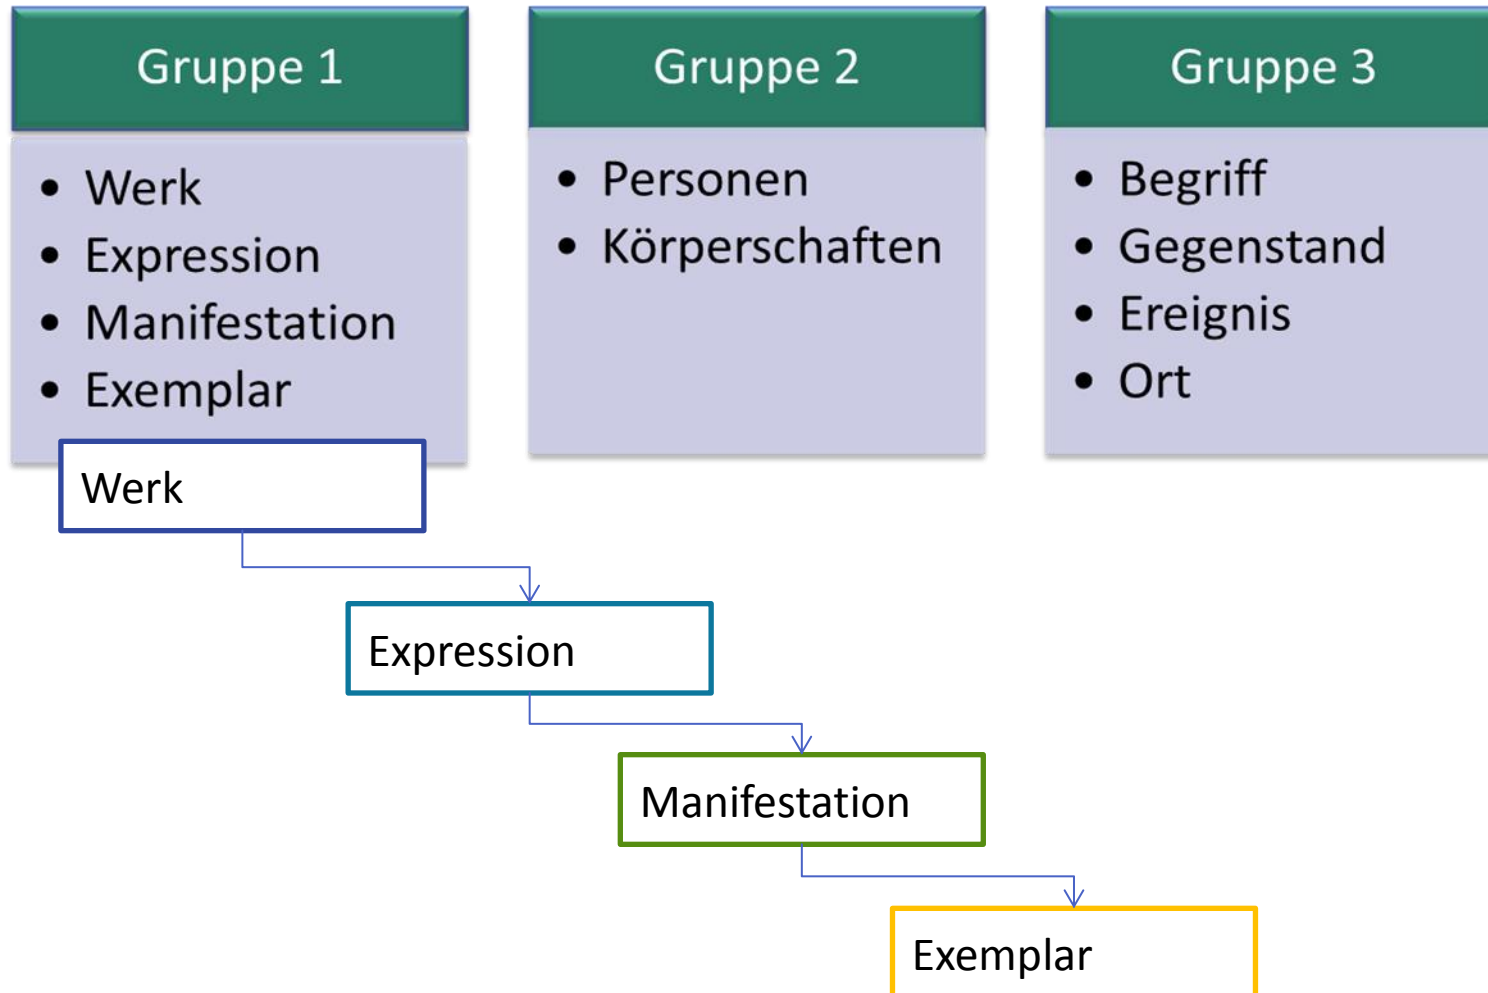 Gruppe 1
• Werk
• Expression
• Manifestation
• Exemplar
Gruppe 2
• Personen
• Körperschaften
Gruppe 3
• Begriff
• Gegenstand
• Ereignis
• Ort
Werk
Expression
Manifestation
Exemplar